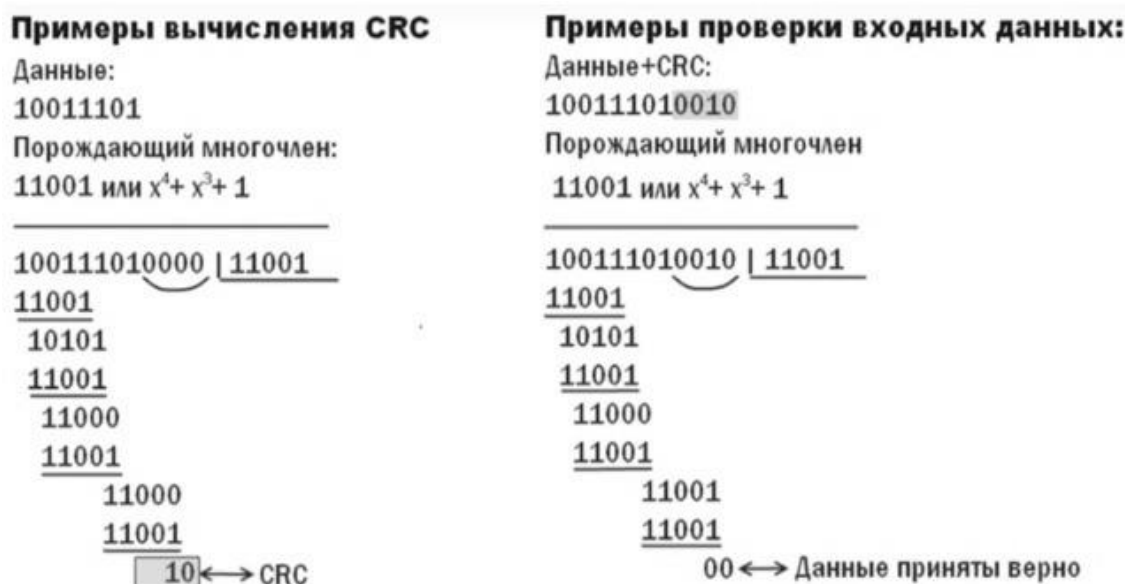 Примеры вычисления CRC
Данные:
10011101
Порождающий многочлен:
11001 или x⁴+ x³+ 1
100111010000 | 11001
11001
10101
11001
11000
11001
11000
11001
10 ⟷ CRC
Примеры проверки входных данных:
Данные+CRC:
100111010010
Порождающий многочлен
11001 или x⁴+ x³+ 1
100111010010 | 11001
11001
10101
11001
11000
11001
11001
11001
00 ⟷ Данные приняты верно